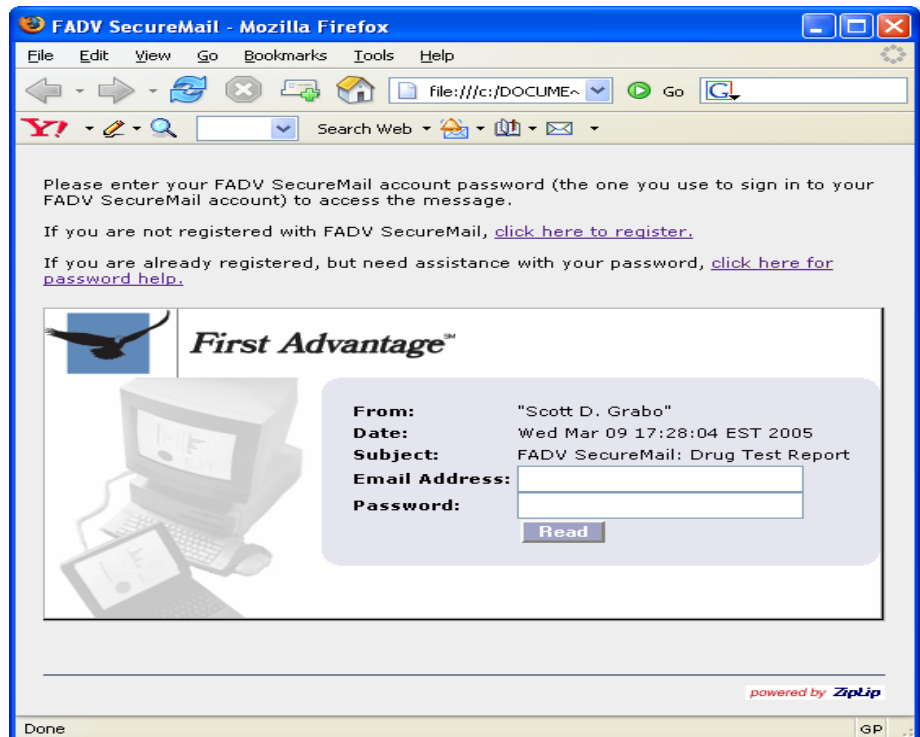 FADV SecureMail - Mozilla Firefox
File Edit View Go Bookmarks Tools Help
file:///c:/DOCUME~ Go G
Y! Search Web
Please enter your FADV SecureMail account password (the one you use to sign in to your
FADV SecureMail account) to access the message.
If you are not registered with FADV SecureMail, click here to register.
If you are already registered, but need assistance with your password, click here for
password help.
First Advantage℠
From: "Scott D. Grabo"
Date: Wed Mar 09 17:28:04 EST 2005
Subject: FADV SecureMail: Drug Test Report
Email Address:
Password:
Read
powered by ZipLip
Done GP